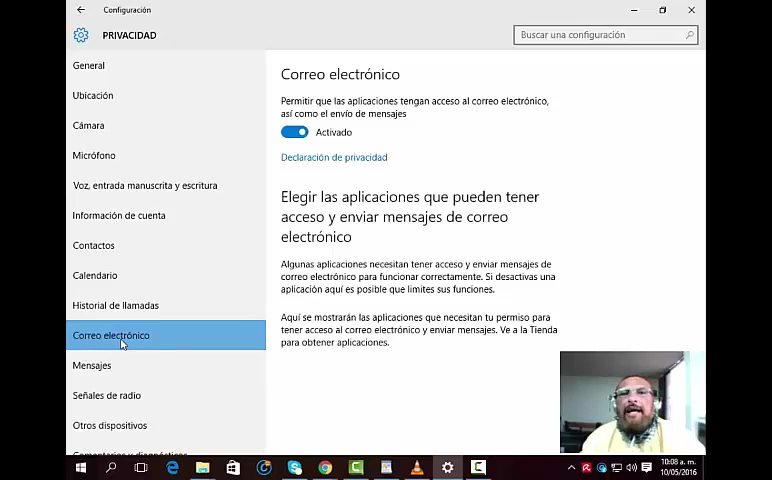 Configuración
PRIVACIDAD
Buscar una configuración
General
Ubicación
Cámara
Micrófono
Voz, entrada manuscrita y escritura
Información de cuenta
Contactos
Calendario
Historial de llamadas
Correo electrónico
Mensajes
Señales de radio
Otros dispositivos
Comentarios y diagnósticos
Correo electrónico
Permitir que las aplicaciones tengan acceso al correo electrónico,
así como el envío de mensajes
Activado
Declaración de privacidad
Elegir las aplicaciones que pueden tener
acceso y enviar mensajes de correo
electrónico
Algunas aplicaciones necesitan tener acceso y enviar mensajes de
correo electrónico para funcionar correctamente. Si desactivas una
aplicación aquí es posible que limites sus funciones.
Aquí se mostrarán las aplicaciones que necesitan tu permiso para
tener acceso al correo electrónico y enviar mensajes. Ve a la Tienda
para obtener aplicaciones.
10:08 a. m.
10/05/2016